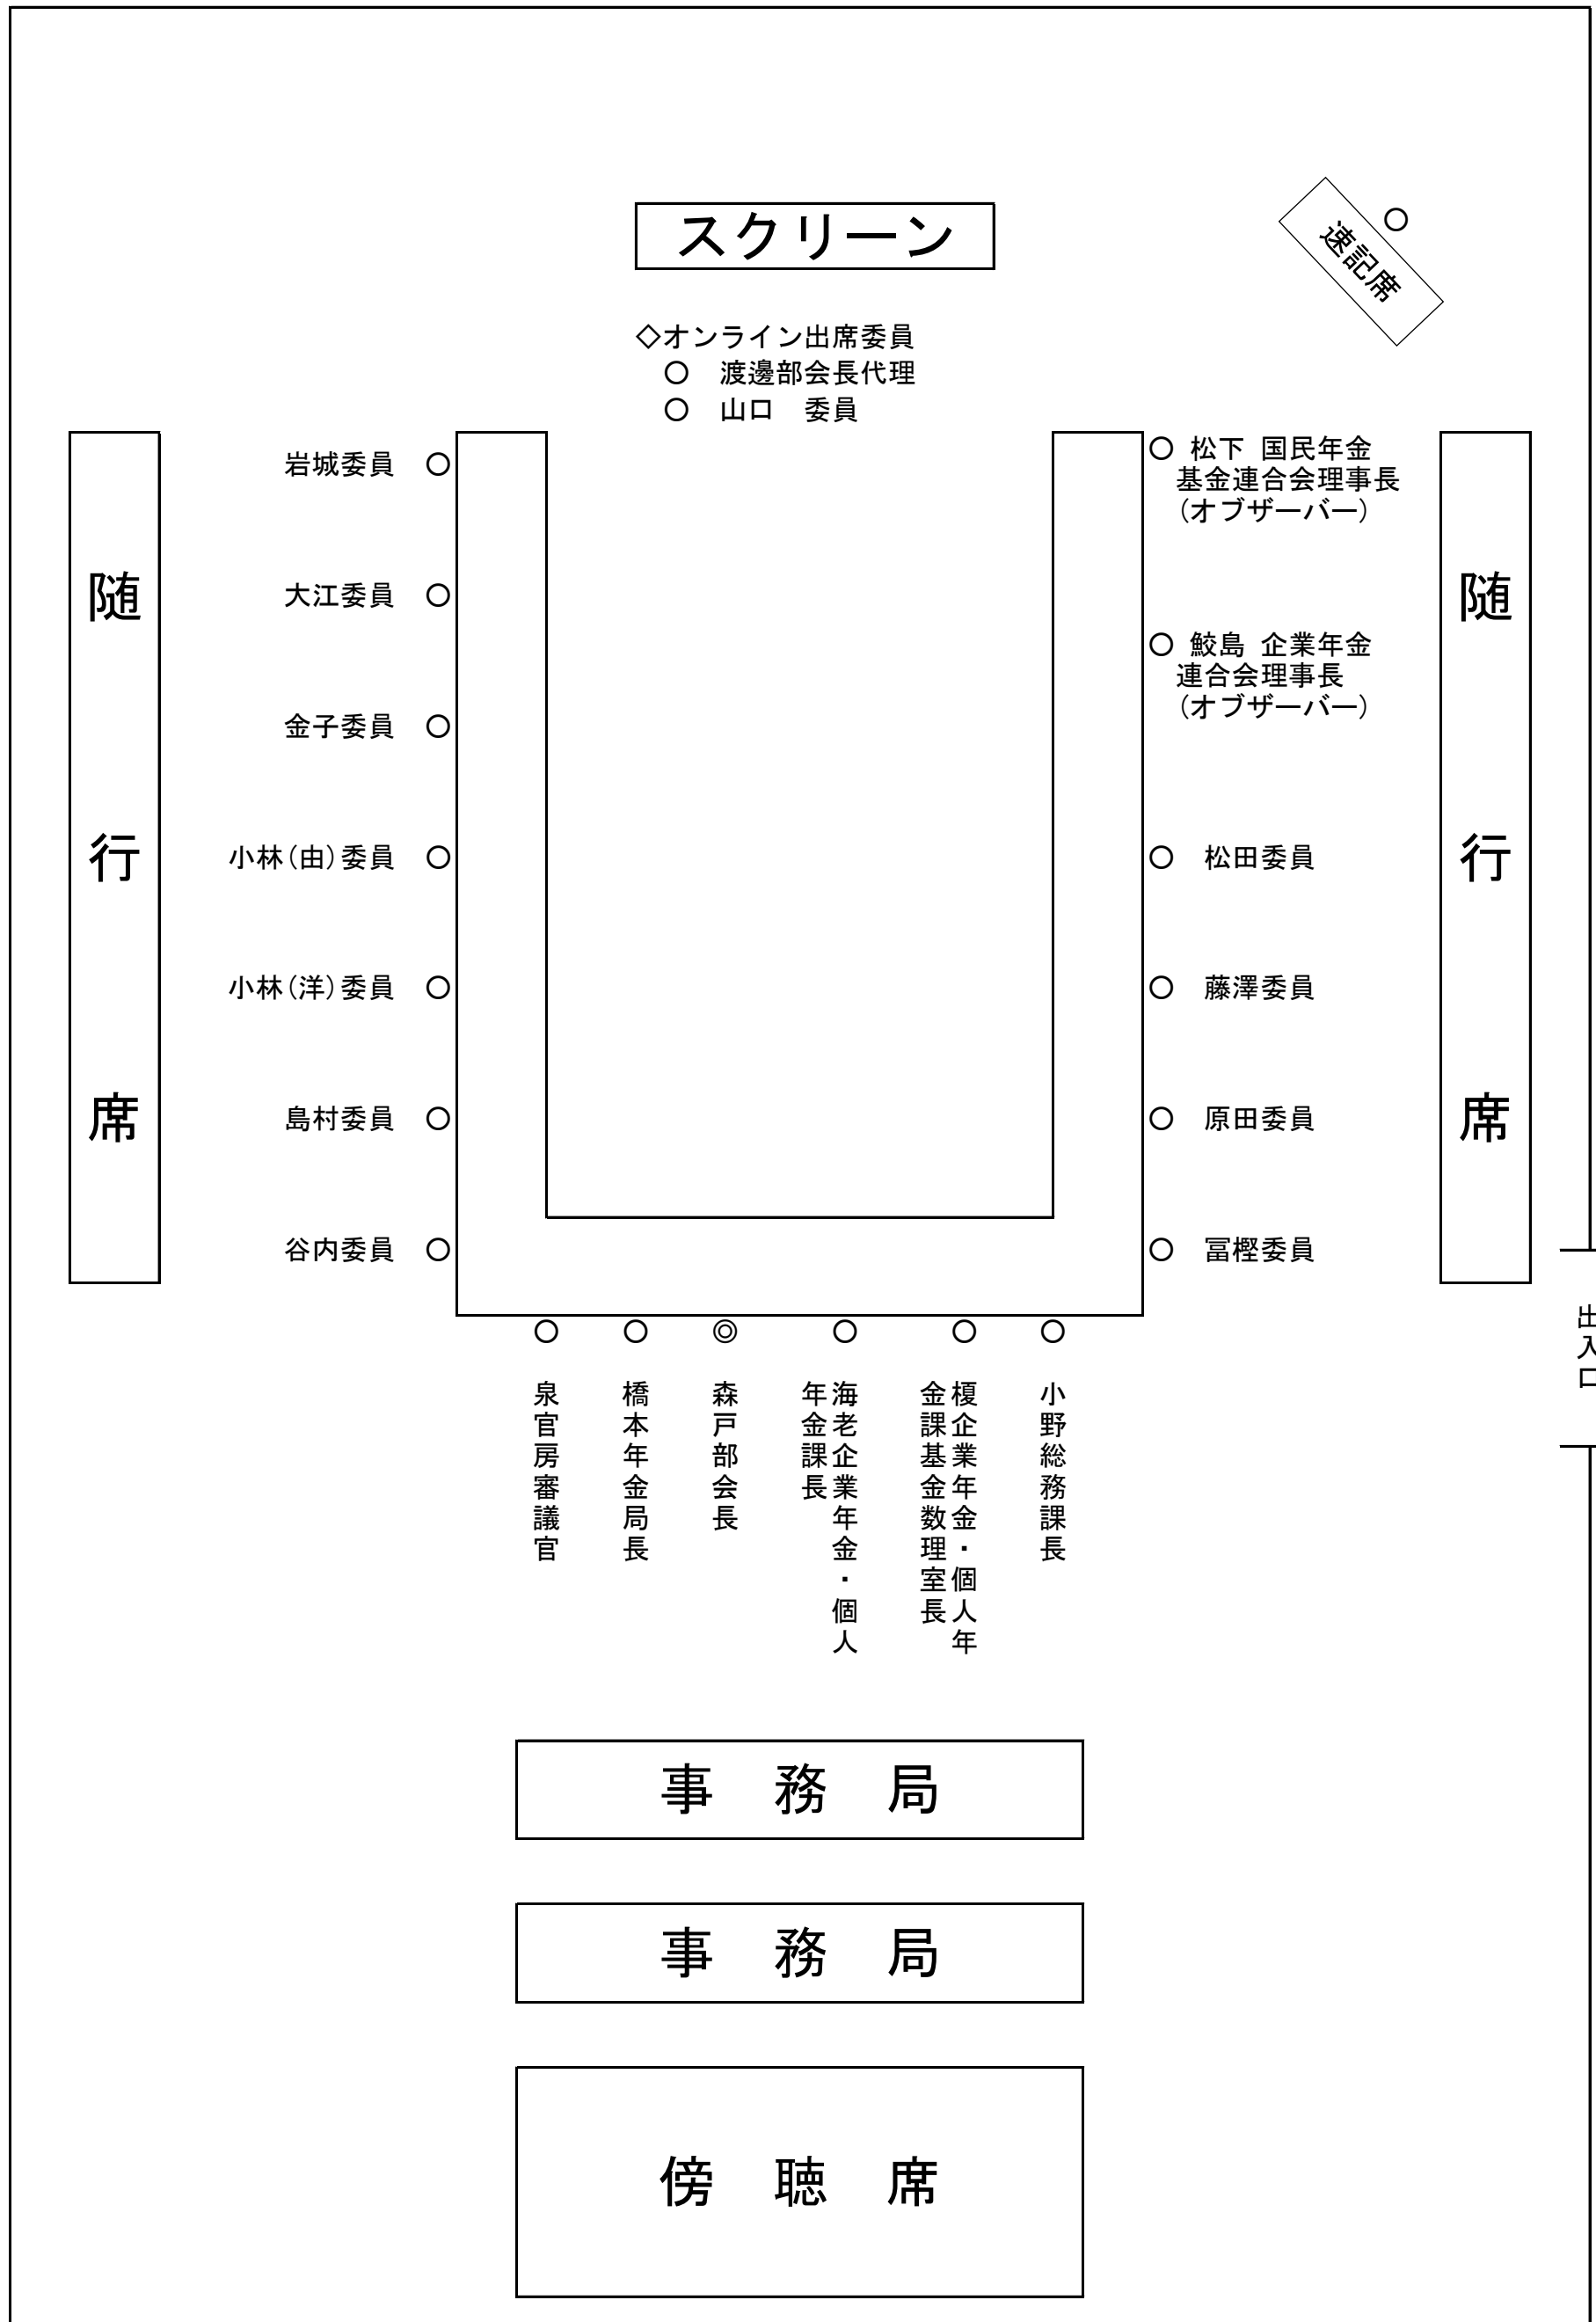 スクリーン
速記席
○
◇オンライン出席委員
○　渡邊部会長代理
○　山口　委員
随行席
岩城委員　○
大江委員　○
金子委員　○
小林（由）委員　○
小林（洋）委員　○
島村委員　○
谷内委員　○
○ 松下 国民年金
基金連合会理事長
（オブザーバー）
○ 鮫島 企業年金
連合会理事長
（オブザーバー）
○　松田委員
○　藤澤委員
○　原田委員
○　冨樫委員
随行席
出入口
○　泉官房審議官
○　橋本年金局長
◎　森戸部会長
○　海老企業年金・個人
年金課長
○　榎企業年金・個人年
金課基金数理室長
○　小野総務課長
事　務　局
事　務　局
傍　聴　席